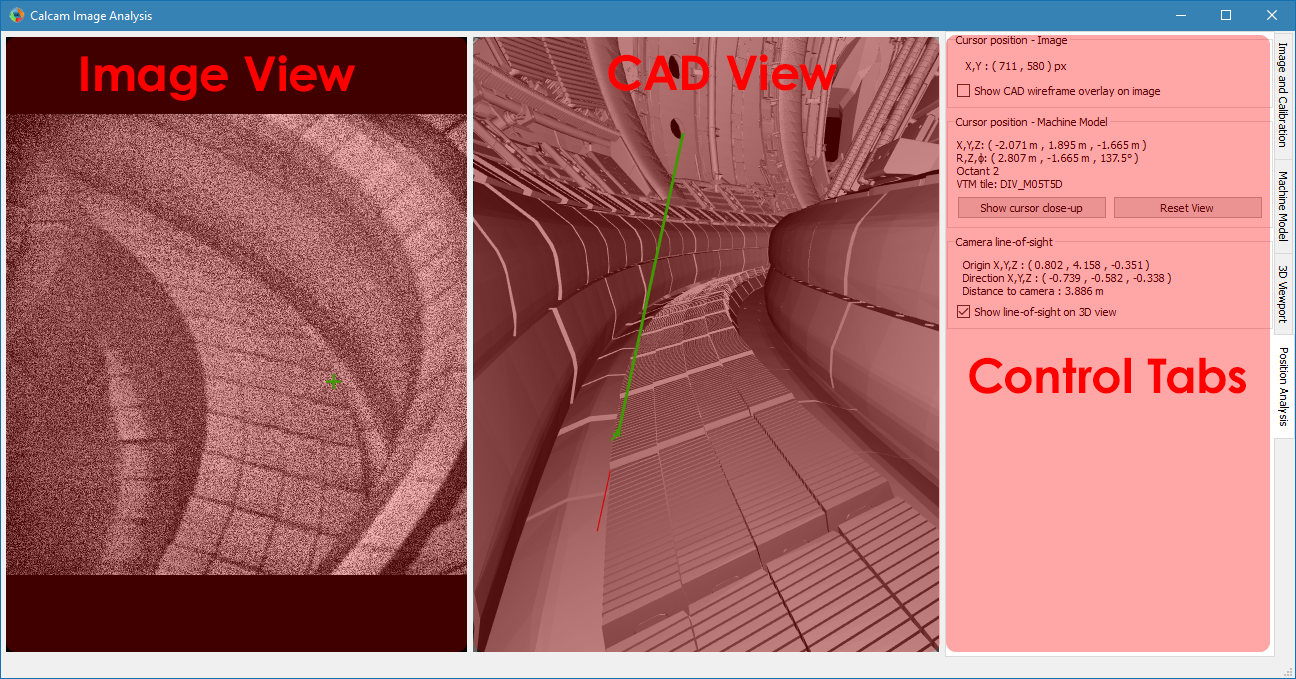 Calcam Image Analysis
Image View
CAD View
Cursor position - Image
X,Y : ( 711 , 580 ) px
Show CAD wireframe overlay on image
Cursor position - Machine Model
X,Y,Z: ( -2.071 m , 1.895 m , -1.665 m )
R,Z,ϕ: ( 2.807 m , -1.665 m , 137.5° )
Octant 2
VTM tile: DIV_M05T5D
Show cursor close-up
Reset View
Camera line-of-sight
Origin X,Y,Z : ( 0.802 , 4.158 , -0.351 )
Direction X,Y,Z : ( -0.739 , -0.582 , -0.338 )
Distance to camera : 3.886 m
Show line-of-sight on 3D view
Control Tabs
Image and Calibration
Machine Model
3D Viewport
Position Analysis